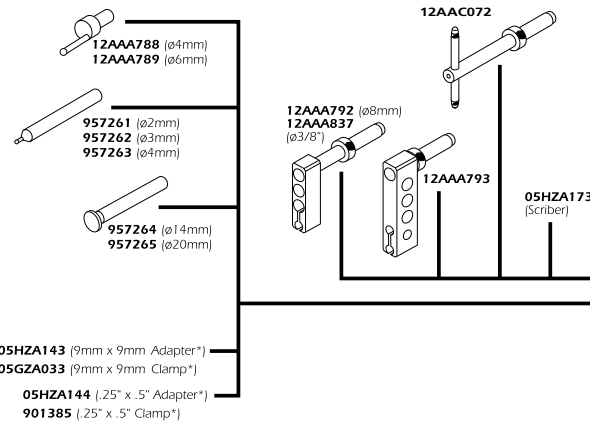 12AAC072
12AAA788 (ø4mm)
12AAA789 (ø6mm)
957261 (ø2mm)
957262 (ø3mm)
957263 (ø4mm)
12AAA792 (ø8mm)
12AAA837
(ø3/8")
12AAA793
05HZA173
(Scriber)
957264 (ø14mm)
957265 (ø20mm)
05HZA143 (9mm x 9mm Adapter*)
05GZA033 (9mm x 9mm Clamp*)
05HZA144 (.25" x .5" Adapter*)
901385 (.25" x .5" Clamp*)